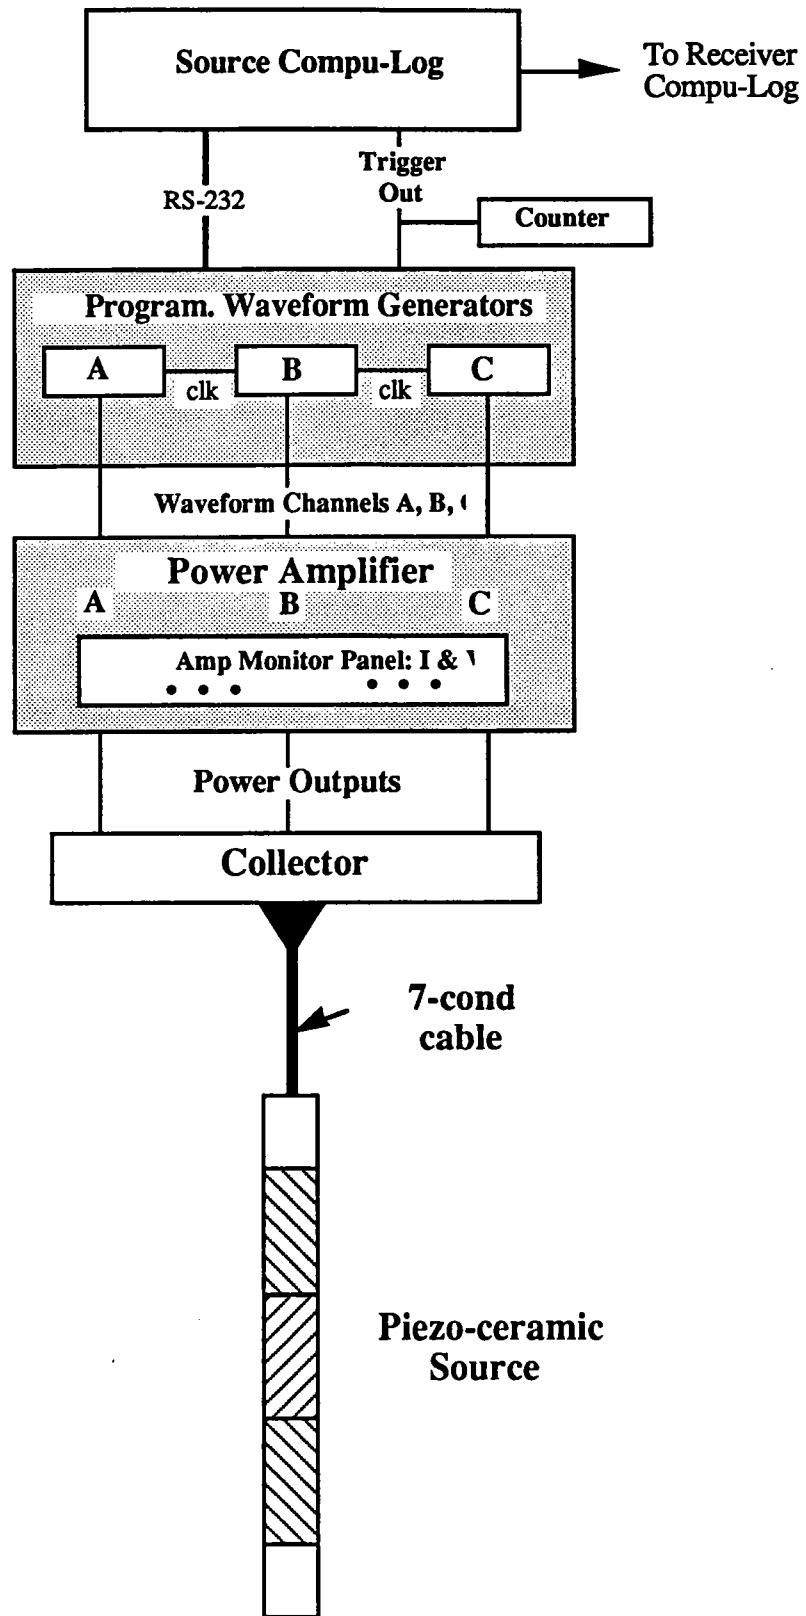 Source Compu-Log
To Receiver
Compu-Log
Trigger
Out
RS-232
Counter
Program. Waveform Generators
A
B
C
clk
clk
Waveform Channels A, B,
Power Amplifier
A
B
C
Amp Monitor Panel: I &
Power Outputs
Collector
7-cond
cable
Piezo-ceramic
Source